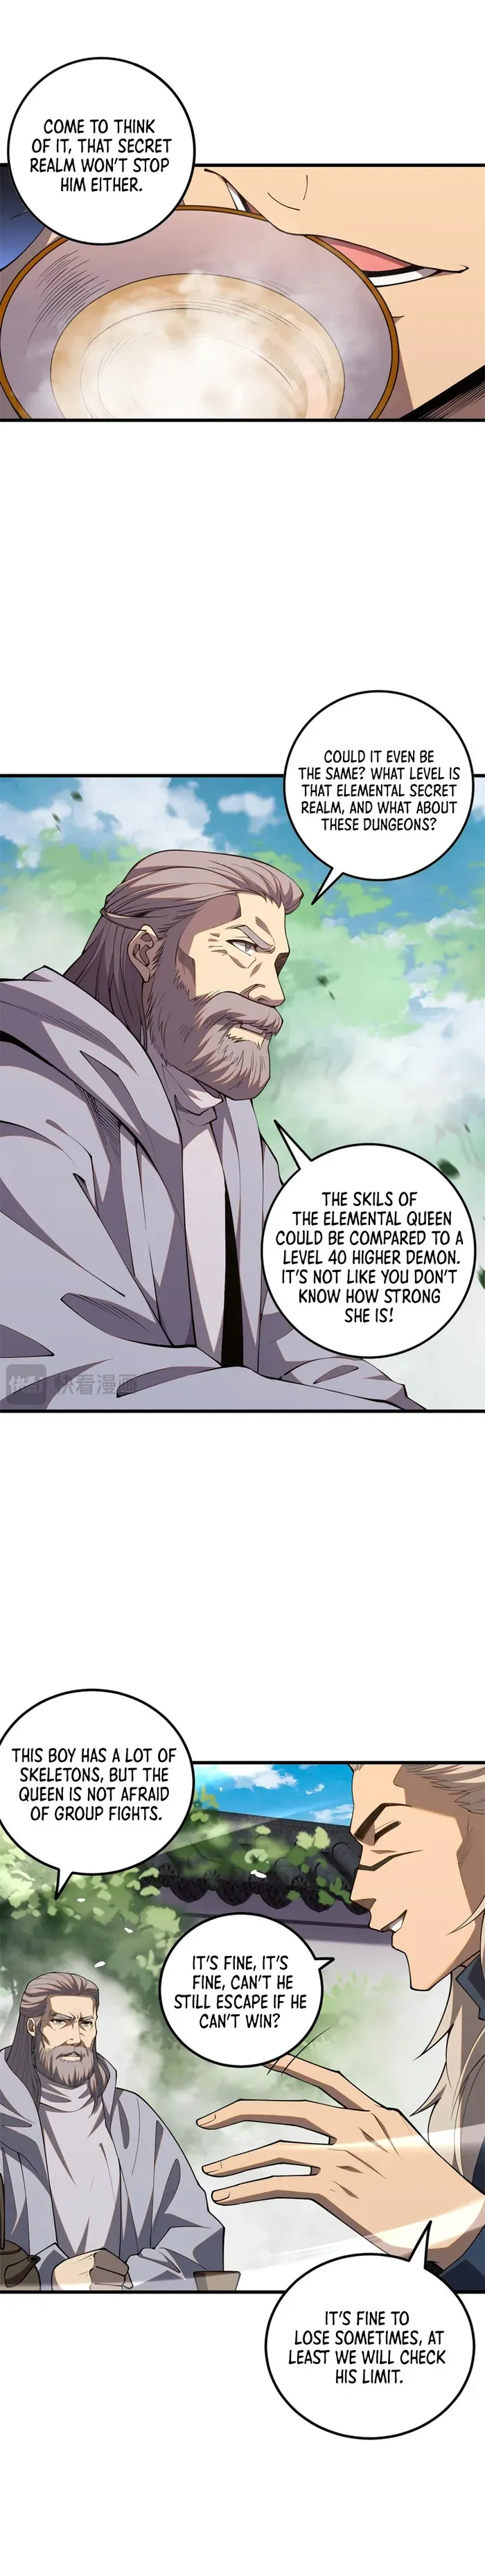 COME TO THINK
OF IT, THAT SECRET
REALM WON'T STOP
HIM EITHER.
COULD IT EVEN BE
THE SAME? WHAT LEVEL IS
THAT ELEMENTAL SECRET
REALM, AND WHAT ABOUT
THESE DUNGEONS?
THE SKILS OF
THE ELEMENTAL QUEEN
COULD BE COMPARED TO A
LEVEL 40 HIGHER DEMON.
IT'S NOT LIKE YOU DON'T
KNOW HOW STRONG
SHE IS!
快看漫画
THIS BOY HAS A LOT OF
SKELETONS, BUT THE
QUEEN IS NOT AFRAID
OF GROUP FIGHTS.
IT'S FINE, IT'S
FINE, CAN'T HE
STILL ESCAPE IF HE
CAN'T WIN?
IT'S FINE TO
LOSE SOMETIMES, AT
LEAST WE WILL CHECK
HIS LIMIT.